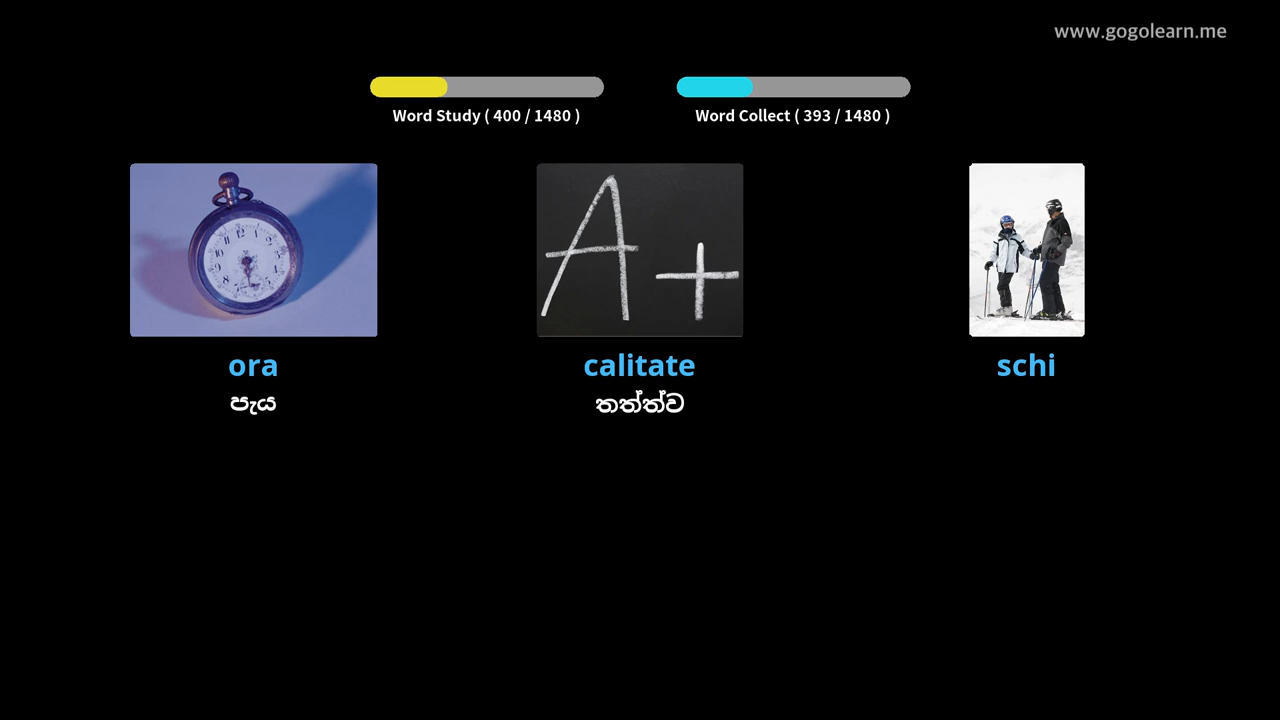 www.gogolearn.me
Word Study ( 400 / 1480 )
Word Collect ( 393 / 1480 )
A+
ora
calitate
schi
පැය
තත්ත්ව